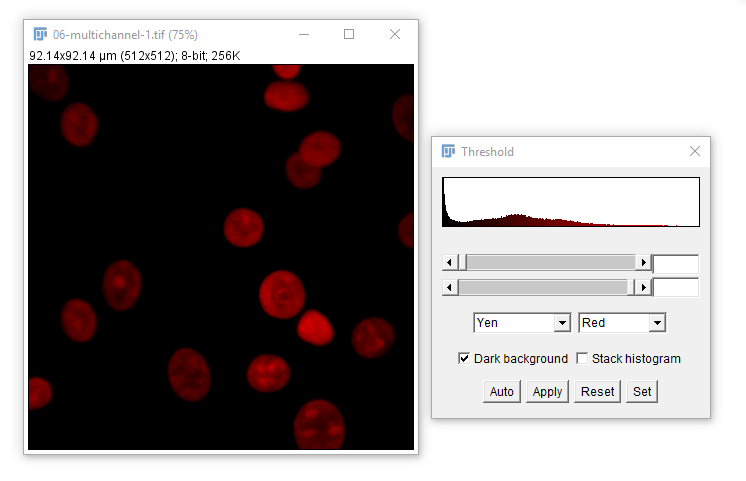 06-multichannel-1.tif (75%)
92.14x92.14 µm (512x512); 8-bit; 256K
Threshold
Yen
Red
Dark background
Stack histogram
Auto
Apply
Reset
Set